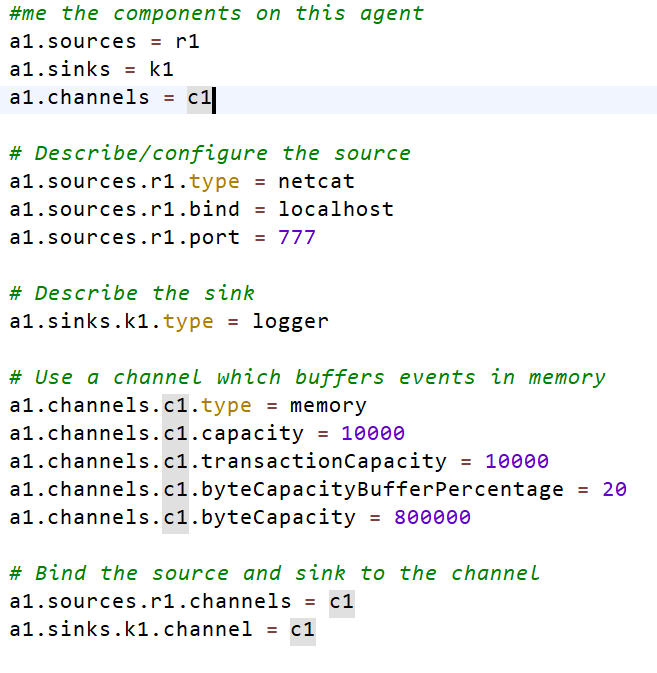 #me the components on this agent
a1.sources = r1
a1.sinks = k1
a1.channels = c1
# Describe/configure the source
a1.sources.r1.type = netcat
a1.sources.r1.bind = localhost
a1.sources.r1.port = 777
# Describe the sink
a1.sinks.k1.type = logger
# Use a channel which buffers events in memory
a1.channels.c1.type = memory
a1.channels.c1.capacity = 10000
a1.channels.c1.transactionCapacity = 10000
a1.channels.c1.byteCapacityBufferPercentage = 20
a1.channels.c1.byteCapacity = 800000
# Bind the source and sink to the channel
a1.sources.r1.channels = c1
a1.sinks.k1.channel = c1